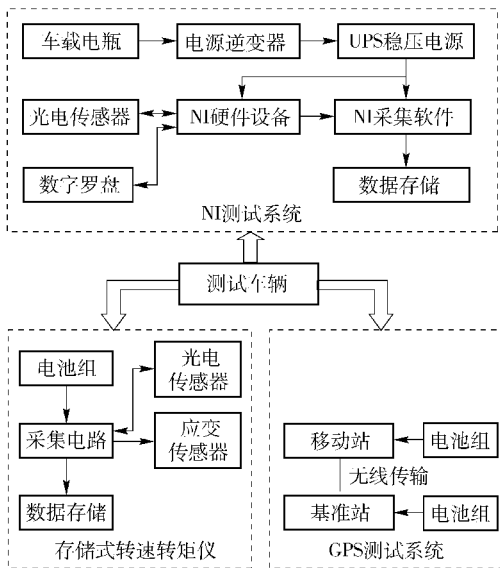 车载电瓶
电源逆变器
UPS稳压电源
光电传感器
NI硬件设备
NI采集软件
数字罗盘
数据存储
NI测试系统
测试车辆
电池组
光电
传感器
采集电路
应变
传感器
数据存储
存储式转速转矩仪
移动站
电池组
无线传输
基准站
电池组
GPS测试系统